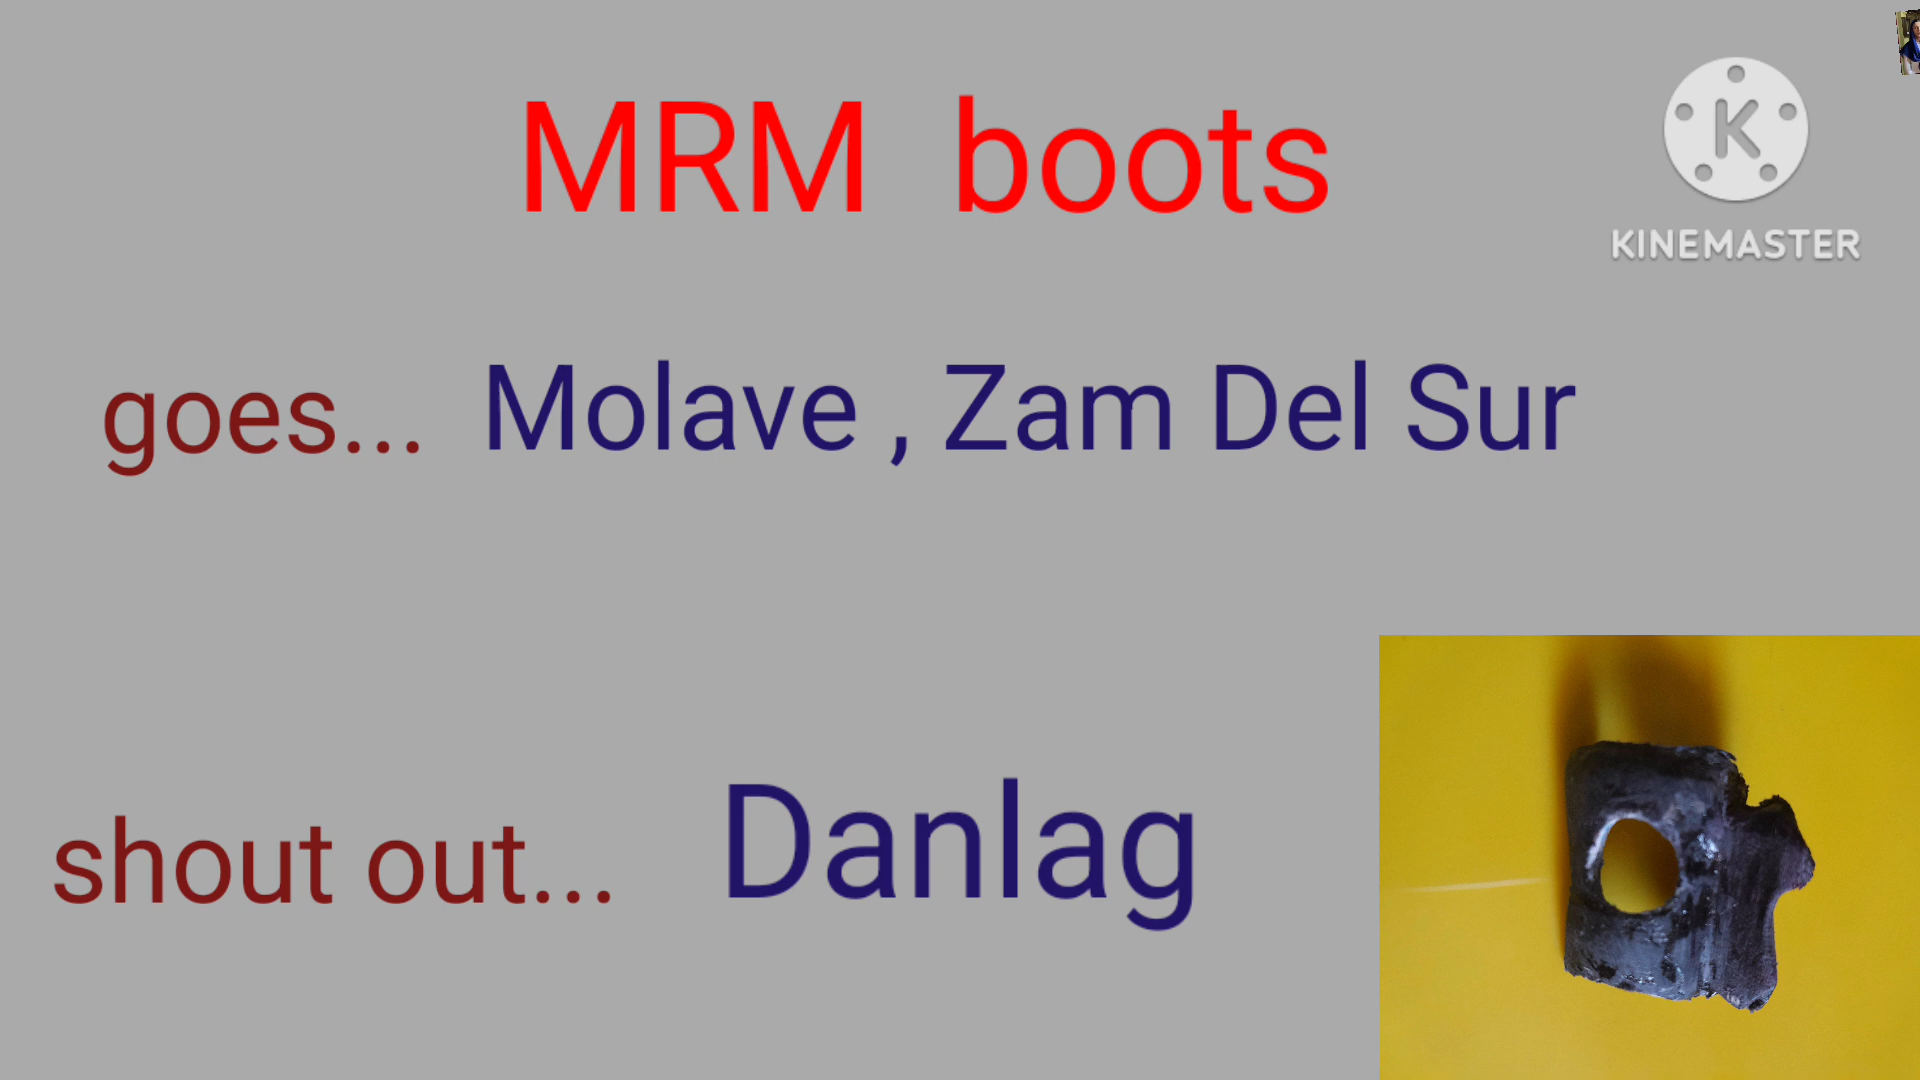 MRM boots
K
KINEMASTER
goes... Molave , Zam Del Sur
shout out... Danlag